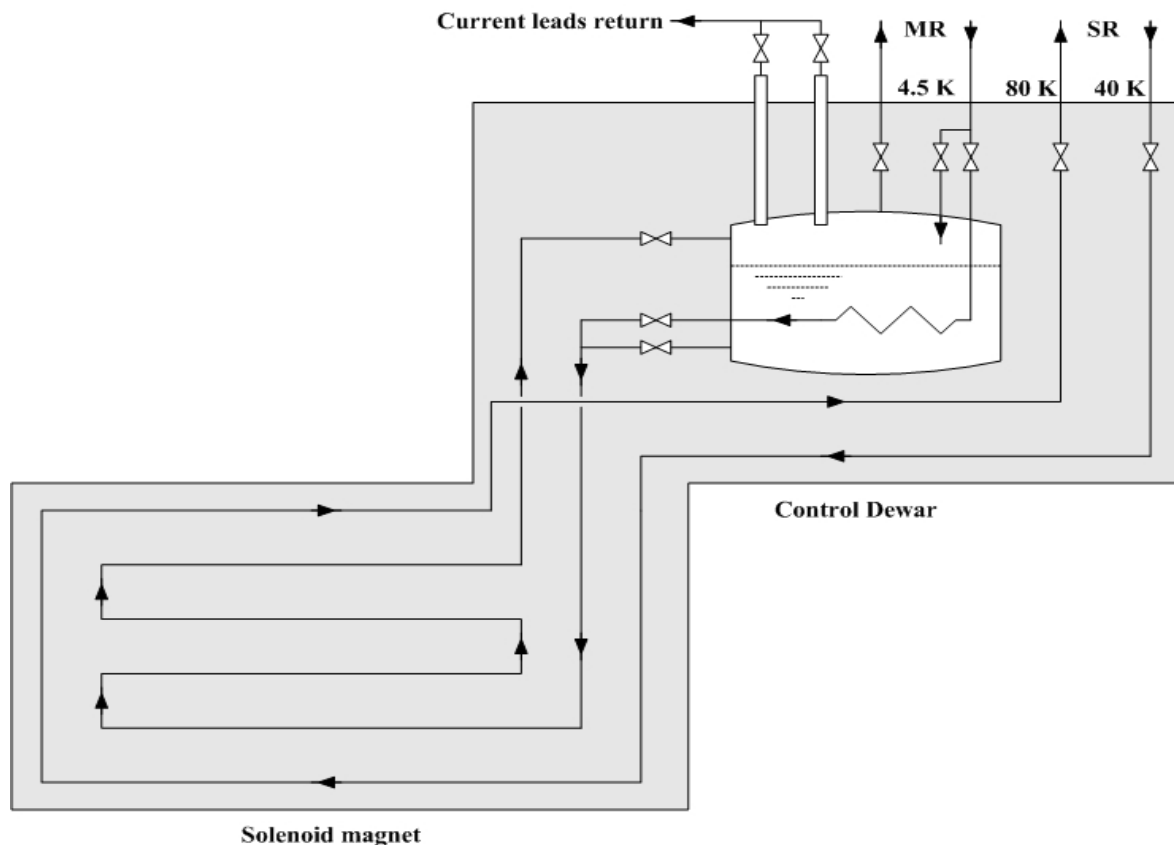 Current leads return
MR
SR
4.5 K
80 K
40 K
Control Dewar
Solenoid magnet